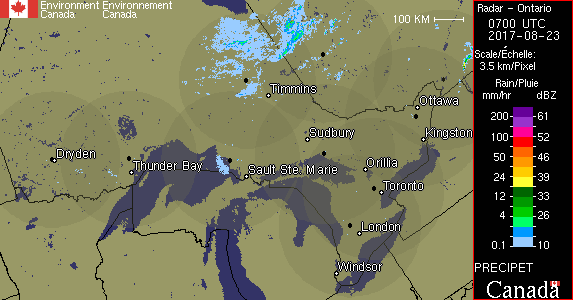 Environment Environnement
Canada Canada
100 KM
Timmins
Ottawa
Sudbury
Kingston
Dryden
Thunder Bay
Sault Ste. Marie
Orillia
Toronto
London
Windsor
Radar - Ontario
0700 UTC
2017-08-23
Scale/Échelle:
3.5 km/Pixel
Rain/Pluie
mm/hr dBZ
200 61
100 52
50 46
24 39
12 33
4 26
0.1 10
PRECIPET
Canada